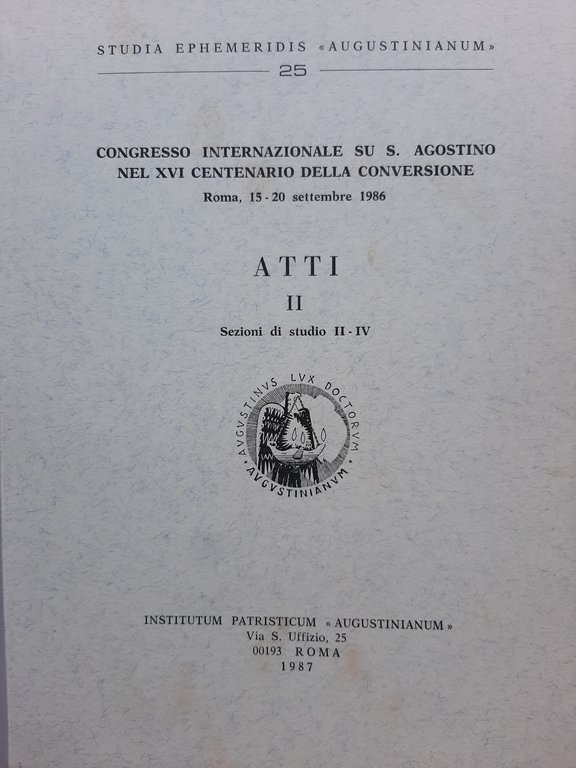 STUDIA EPHEMERIDIS «AUGUSTINIANUM»
25
CONGRESSO INTERNAZIONALE SU S. AGOSTINO
NEL XVI CENTENARIO DELLA CONVERSIONE
Roma, 15-20 settembre 1986
ATTI
II
Sezioni di studio II-IV
AVGVSTINVS LVX DOCTORVM
• AVGVSTINIANVM •
INSTITUTUM PATRISTICUM «AUGUSTINIANUM»
Via S. Uffizio, 25
00193 ROMA
1987